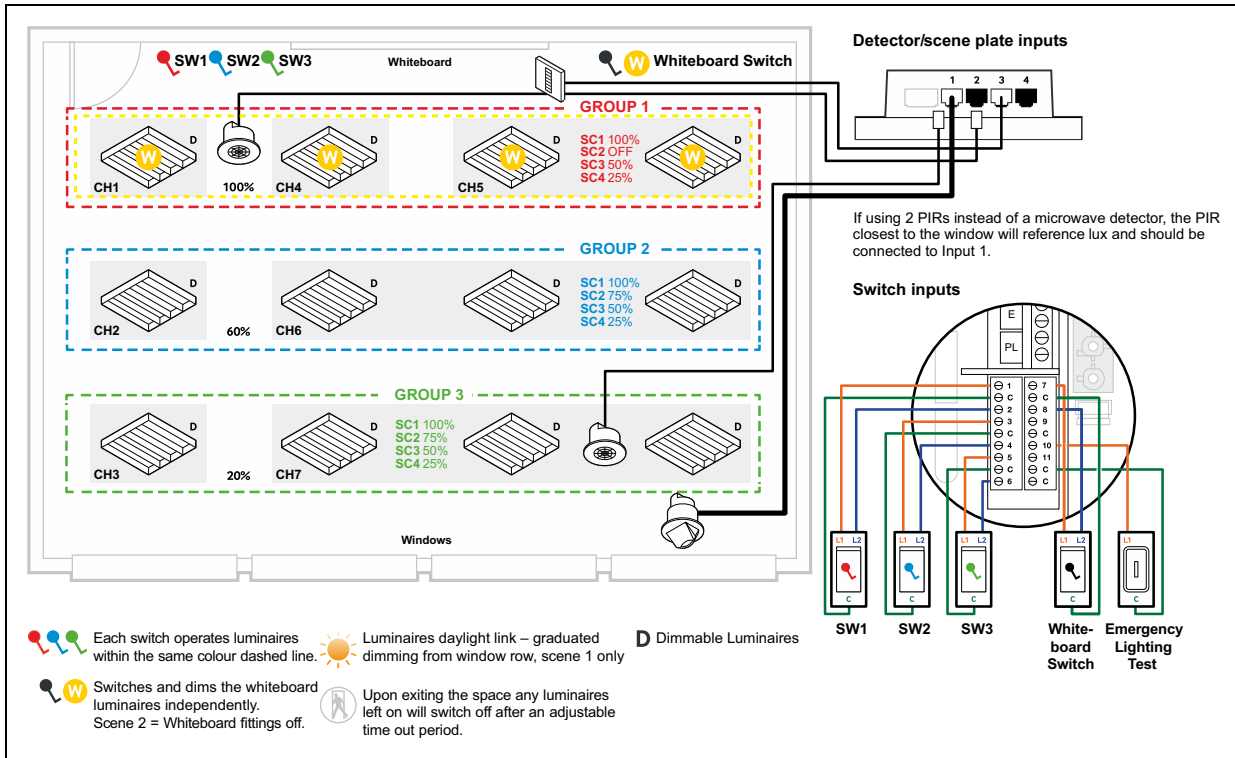 SW1 SW2 SW3
Whiteboard
W Whiteboard Switch
GROUP 1
W D
W D
W D
W D
CH1
100%
CH4
CH5
SC1 100%
SC2 OFF
SC3 50%
SC4 25%
GROUP 2
D
D
D
D
CH2
60%
CH6
SC1 100%
SC2 75%
SC3 50%
SC4 25%
GROUP 3
D
D
D
D
CH3
20%
CH7
SC1 100%
SC2 75%
SC3 50%
SC4 25%
Windows
Detector/scene plate inputs
1 2 3 4
If using 2 PIRs instead of a microwave detector, the PIR
closest to the window will reference lux and should be
connected to Input 1.
Switch inputs
E
PL
1 7
C C
2 8
3 9
C C
4 10
5 11
C C
6 C
L1 L2
C
L1 L2
C
L1 L2
C
L1 L2
C
L1
C
SW1
SW2
SW3
White-
board
Switch
Emergency
Lighting
Test
Each switch operates luminaires
within the same colour dashed line.
W Switches and dims the whiteboard
luminaires independently.
Scene 2 = Whiteboard fittings off.
Luminaires daylight link – graduated
dimming from window row, scene 1 only
Upon exiting the space any luminaires
left on will switch off after an adjustable
time out period.
D Dimmable Luminaires